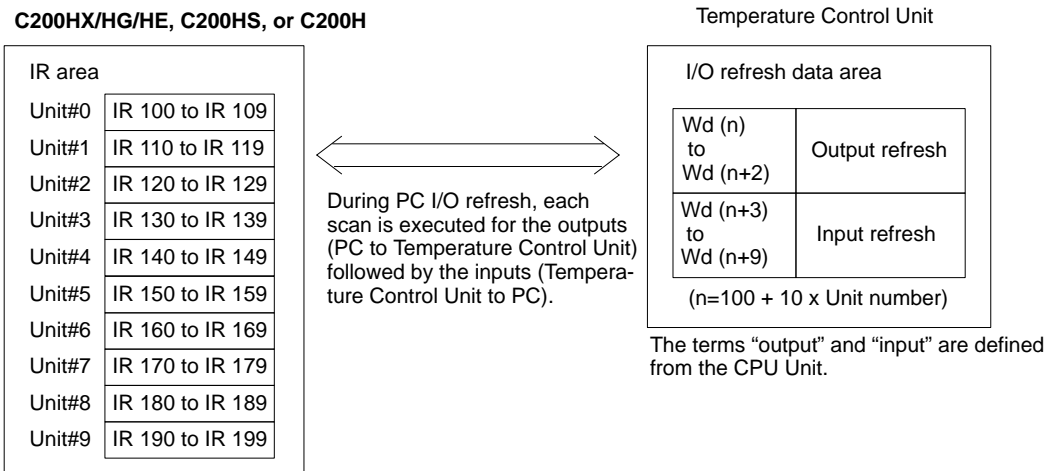 C200HX/HG/HE, C200HS, or C200H
IR area
Unit#0 IR 100 to IR 109
Unit#1 IR 110 to IR 119
Unit#2 IR 120 to IR 129
Unit#3 IR 130 to IR 139
Unit#4 IR 140 to IR 149
Unit#5 IR 150 to IR 159
Unit#6 IR 160 to IR 169
Unit#7 IR 170 to IR 179
Unit#8 IR 180 to IR 189
Unit#9 IR 190 to IR 199
During PC I/O refresh, each
scan is executed for the outputs
(PC to Temperature Control Unit)
followed by the inputs (Tempera-
ture Control Unit to PC).
Temperature Control Unit
I/O refresh data area
Wd (n)
to
Wd (n+2)
Output refresh
Wd (n+3)
to
Wd (n+9)
Input refresh
(n=100 + 10 x Unit number)
The terms “output” and “input” are defined
from the CPU Unit.